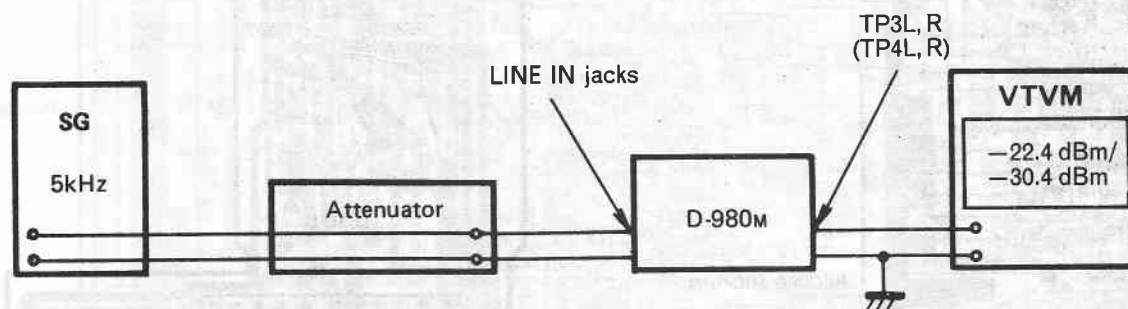 TP3L, R
(TP4L, R)
LINE IN jacks
VTVM
SG
−22.4 dBm/
−30.4 dBm
5kHz
Attenuator
D-980M